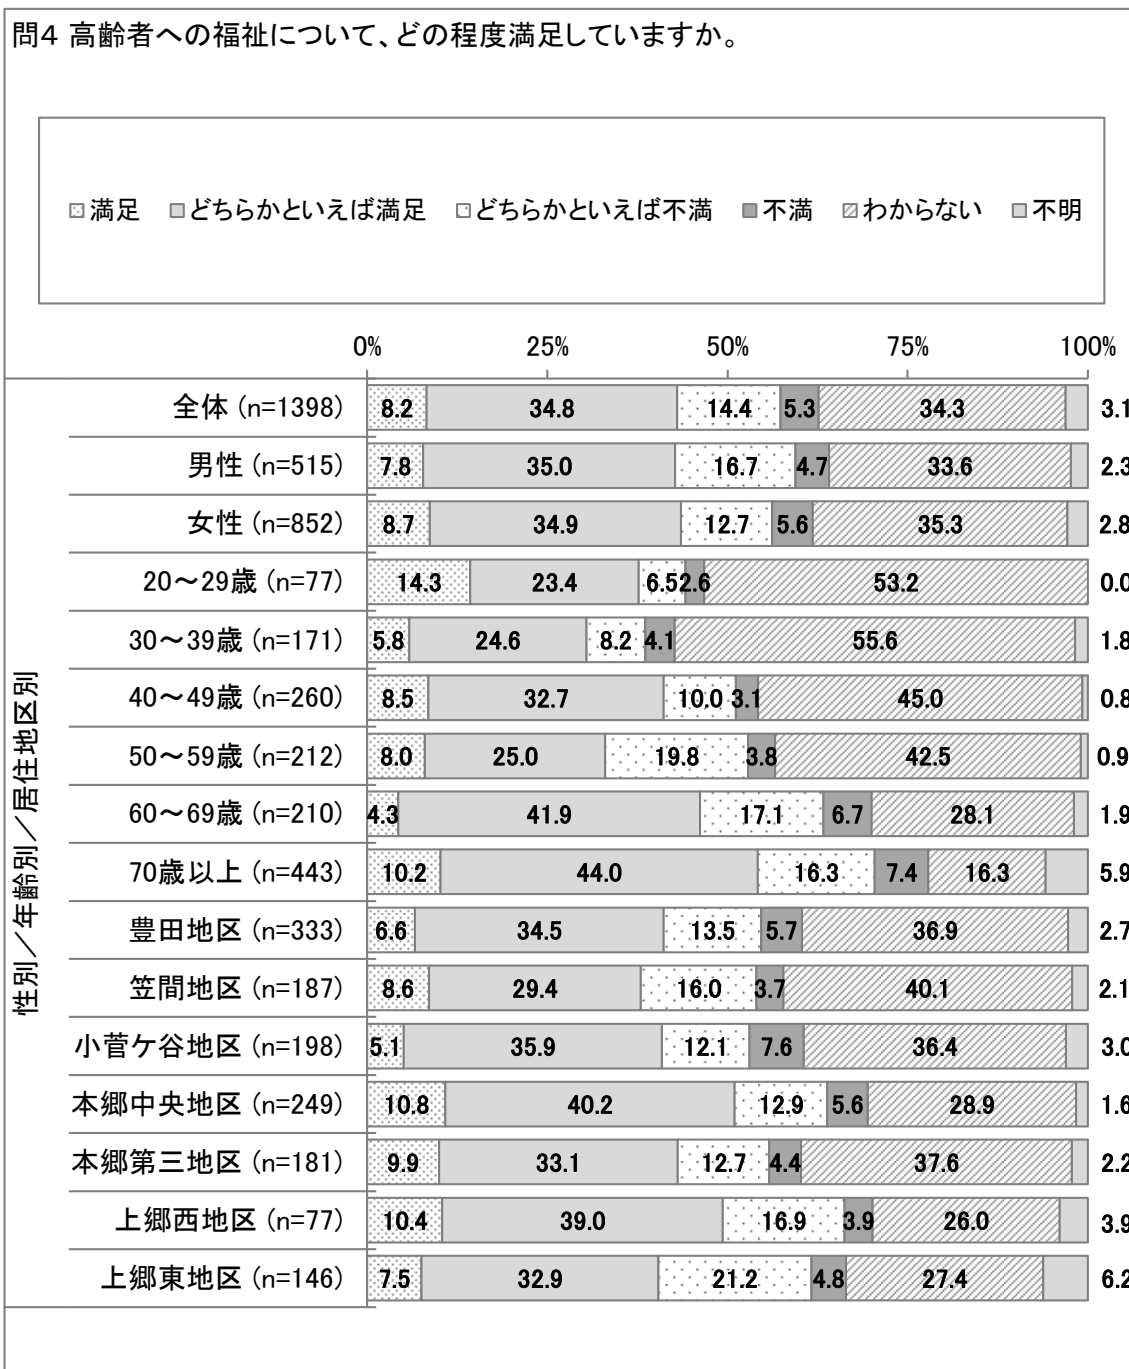 問4 高齢者への福祉について、どの程度満足していますか。
満足 どちらかといえば満足 どちらかといえば不満 不満 わからない 不明
0% 25% 50% 75% 100%
性別／年齢別／居住地区別
全体 (n=1398) 8.2 34.8 14.4 5.3 34.3 3.1
男性 (n=515) 7.8 35.0 16.7 4.7 33.6 2.3
女性 (n=852) 8.7 34.9 12.7 5.6 35.3 2.8
20～29歳 (n=77) 14.3 23.4 6.5 2.6 53.2 0.0
30～39歳 (n=171) 5.8 24.6 8.2 4.1 55.6 1.8
40～49歳 (n=260) 8.5 32.7 10.0 3.1 45.0 0.8
50～59歳 (n=212) 8.0 25.0 19.8 3.8 42.5 0.9
60～69歳 (n=210) 4.3 41.9 17.1 6.7 28.1 1.9
70歳以上 (n=443) 10.2 44.0 16.3 7.4 16.3 5.9
豊田地区 (n=333) 6.6 34.5 13.5 5.7 36.9 2.7
笠間地区 (n=187) 8.6 29.4 16.0 3.7 40.1 2.1
小菅ケ谷地区 (n=198) 5.1 35.9 12.1 7.6 36.4 3.0
本郷中央地区 (n=249) 10.8 40.2 12.9 5.6 28.9 1.6
本郷第三地区 (n=181) 9.9 33.1 12.7 4.4 37.6 2.2
上郷西地区 (n=77) 10.4 39.0 16.9 3.9 26.0 3.9
上郷東地区 (n=146) 7.5 32.9 21.2 4.8 27.4 6.2